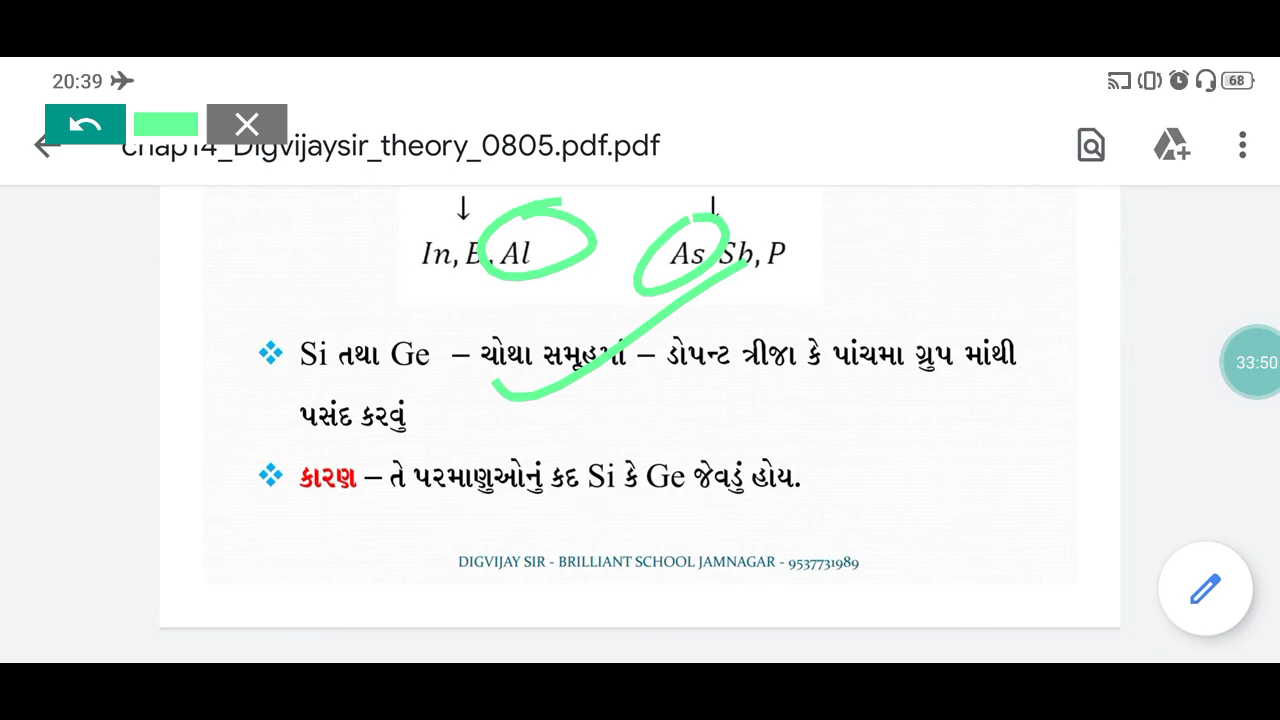 20:39
68
chap14_Digvijaysir_theory_0805.pdf.pdf
In, B, Al As, Sb, P
33:50
❖ Si તથા Ge – ચોથા સમૂહમાં – ડોપન્ટ ત્રીજા કે પાંચમા ગ્રુપ માંથી
પસંદ કરવું
❖ કારણ – તે પરમાણુઓનું કદ Si કે Ge જેવડું હોય.
DIGVIJAY SIR - BRILLIANT SCHOOL JAMNAGAR - 9537731989